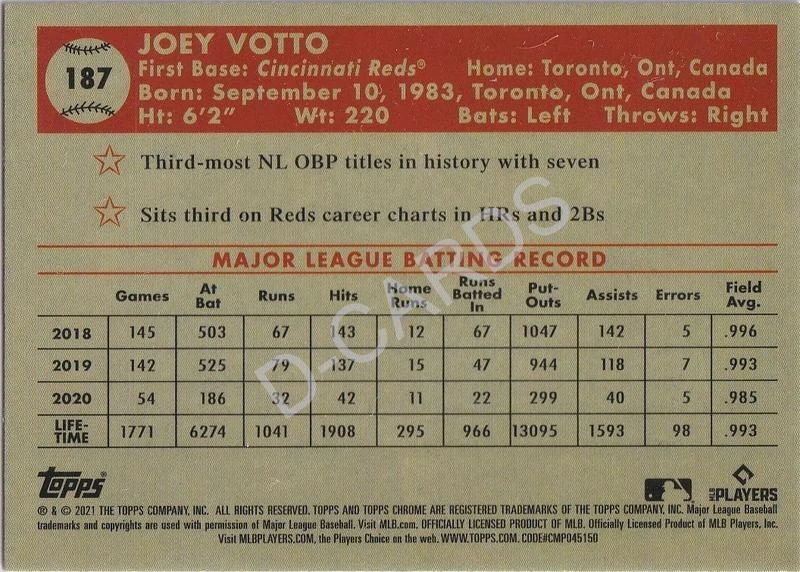 187
JOEY VOTTO
First Base: Cincinnati Reds® Home: Toronto, Ont, Canada
Born: September 10, 1983, Toronto, Ont, Canada
Ht: 6'2" Wt: 220 Bats: Left Throws: Right
Third-most NL OBP titles in history with seven
Sits third on Reds career charts in HRs and 2Bs
MAJOR LEAGUE BATTING RECORD
Games At Bat Runs Hits Home Runs Runs Batted In Put-Outs Assists Errors Field Avg.
2018 145 503 67 143 12 67 1047 142 5 .996
2019 142 525 79 137 15 47 944 118 7 .993
2020 54 186 32 42 11 22 299 40 5 .985
LIFE-TIME 1771 6274 1041 1908 295 966 13095 1593 98 .993
D-CARDS
Topps® MLB PLAYERS
® & © 2021 THE TOPPS COMPANY, INC. ALL RIGHTS RESERVED. TOPPS AND TOPPS CHROME ARE REGISTERED TRADEMARKS OF THE TOPPS COMPANY, INC. Major League Baseball
trademarks and copyrights are used with permission of Major League Baseball. Visit MLB.com. OFFICIALLY LICENSED PRODUCT OF MLB. Officially Licensed Product of MLB Players, Inc.
Visit MLBPLAYERS.com, the Players Choice on the web. WWW.TOPPS.COM. CODE#CMP045150